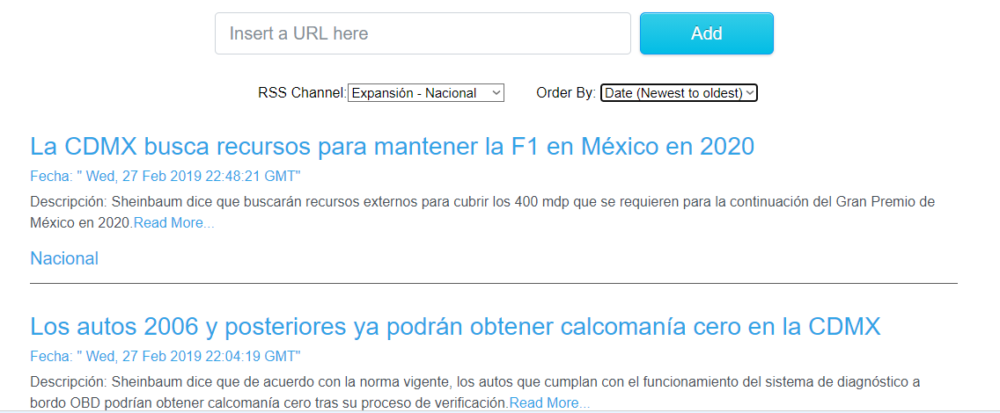 Insert a URL here Add
RSS Channel: Expansión - Nacional Order By: Date (Newest to oldest)
La CDMX busca recursos para mantener la F1 en México en 2020
Fecha: " Wed, 27 Feb 2019 22:48:21 GMT"
Descripción: Sheinbaum dice que buscarán recursos externos para cubrir los 400 mdp que se requieren para la continuación del Gran Premio de
México en 2020.Read More...
Nacional
Los autos 2006 y posteriores ya podrán obtener calcomanía cero en la CDMX
Fecha: " Wed, 27 Feb 2019 22:04:19 GMT"
Descripción: Sheinbaum dice que de acuerdo con la norma vigente, los autos que cumplan con el funcionamiento del sistema de diagnóstico a
bordo OBD podrían obtener calcomanía cero tras su proceso de verificación.Read More...